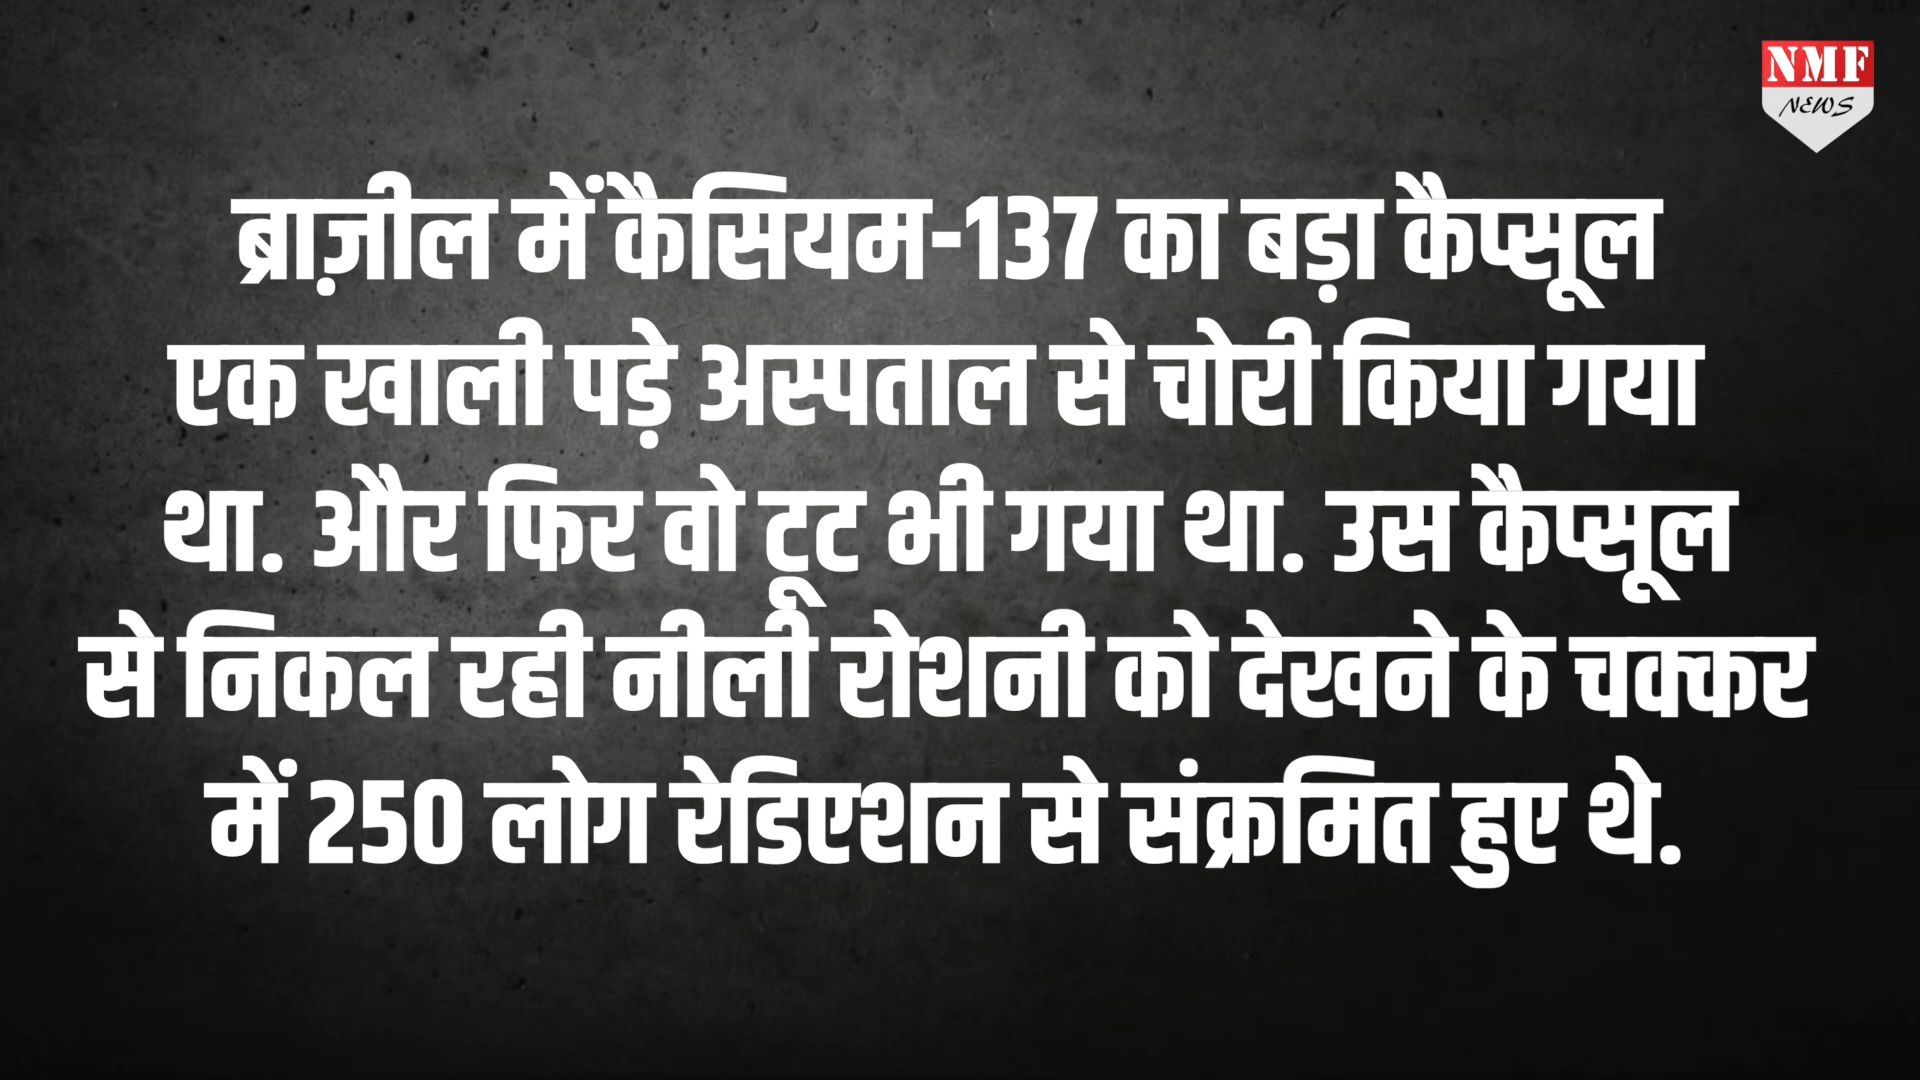 NMF
NEWS
ब्राज़ील में कैसियम-137 का बड़ा कैप्सूल
एक खाली पड़े अस्पताल से चोरी किया गया
था. और फिर वो टूट भी गया था. उस कैप्सूल
से निकल रही नीली रोशनी को देखने के चक्कर
में 250 लोग रेडिएशन से संक्रमित हुए थे.